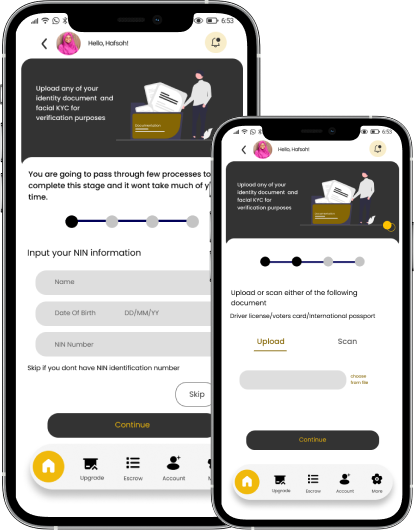 6:53
Hello, Hafsah!
Upload any of your
identity document and
facial KYC for
verification purposes
Documentation
You are going to pass through few processes to
complete this stage and it wont take much of y
time.
Input your NIN information
Name
Date Of Birth DD/MM/YY
NIN Number
Skip if you dont have NIN identification number
Skip
Continue
Upgrade
Escrow
Account
M
6:53
Hello, Hafsah!
Upload any of your
identity document and
facial KYC for
verification purposes
Upload or scan either of the following
document
Driver license/voters card/international passport
Upload Scan
choose
from file
Continue
Upgrade
Escrow
Account
More